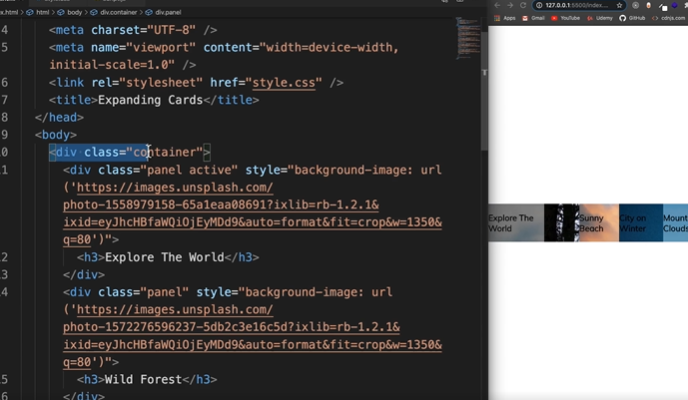 x.html > html > body > div.container > div.panel
4 <meta charset="UTF-8" />
5 <meta name="viewport" content="width=device-width,
initial-scale=1.0" />
6 <link rel="stylesheet" href="style.css" />
7 <title>Expanding Cards</title>
8 </head>
9 <body>
0 <div class="container">
1 <div class="panel active" style="background-image: url
('https://images.unsplash.com/
photo-1558979158-65a1eaa08691?ixlib=rb-1.2.1&
ixid=eyJhcHBfaWQiOjEyMDd9&auto=format&fit=crop&w=1350&
q=80')">
2 <h3>Explore The World</h3>
3 </div>
4 <div class="panel" style="background-image: url
('https://images.unsplash.com/
photo-1572276596237-5db2c3e16c5d?ixlib=rb-1.2.1&
ixid=eyJhcHBfaWQiOjEyMDd9&auto=format&fit=crop&w=1350&
q=80')">
5 <h3>Wild Forest</h3>
6 </div>
127.0.0.1:5500/index....
Apps Gmail YouTube Udemy GitHub cdnjs.com
Explore The
World
Sunny
Beach
City on
Winter
Mount
Clouds